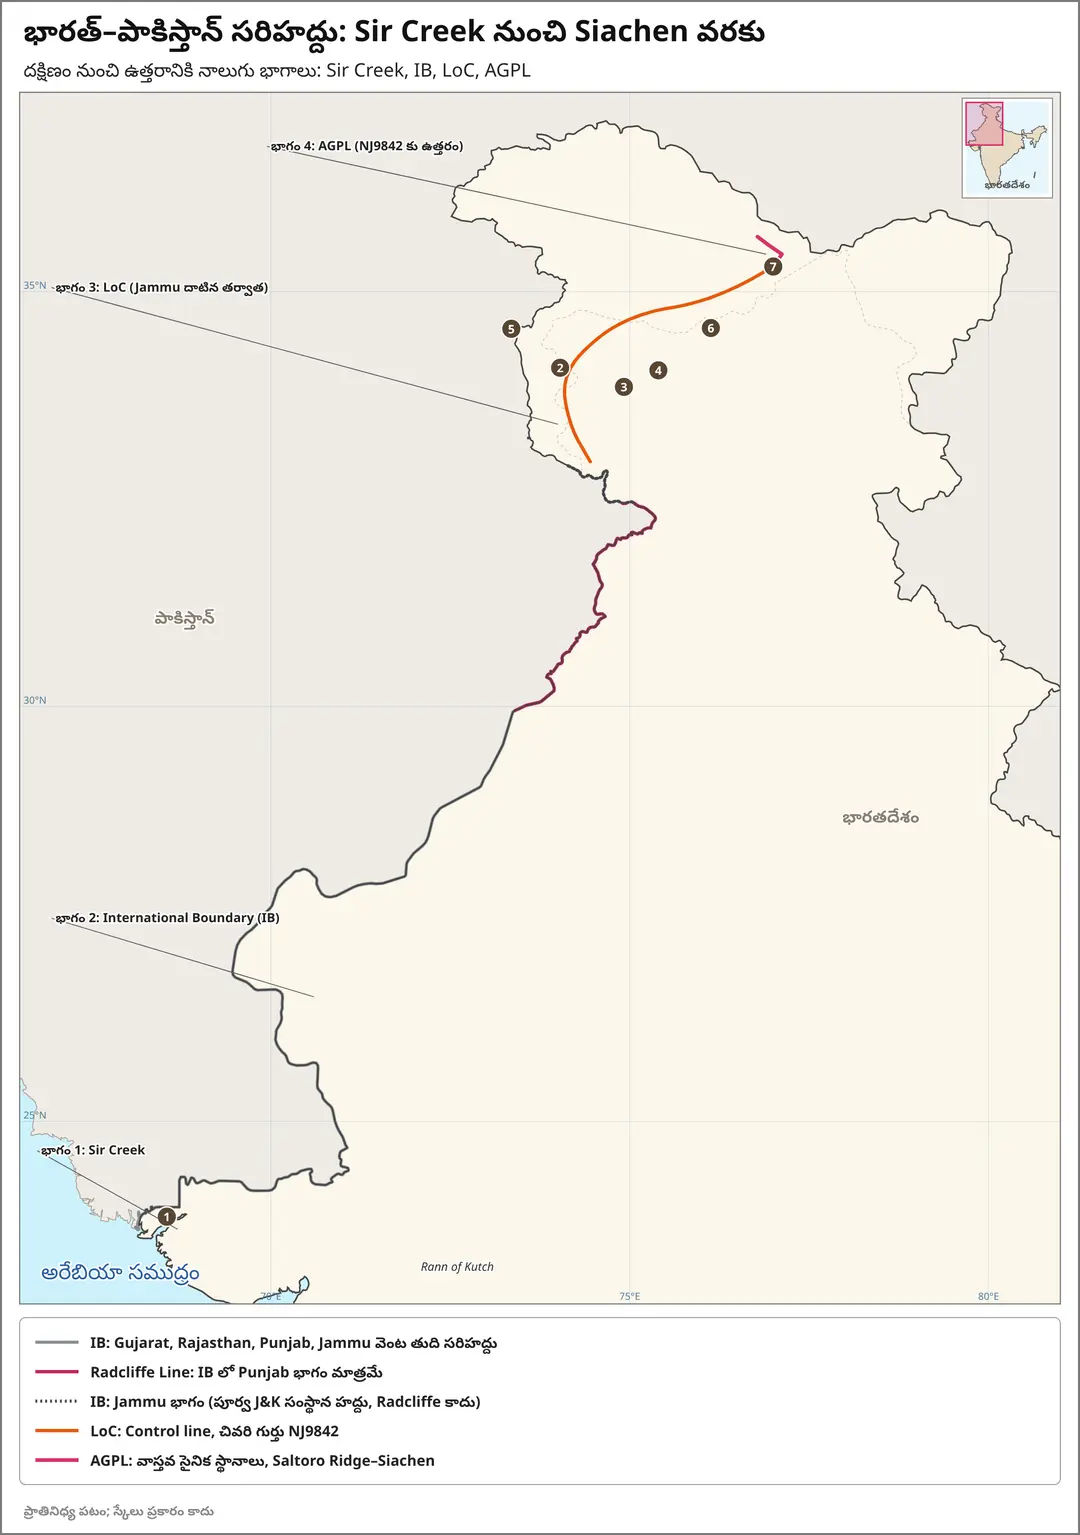 భారత్–పాకిస్తాన్ సరిహద్దు: Sir Creek నుంచి Siachen వరకు
దక్షిణం నుంచి ఉత్తరానికి నాలుగు భాగాలు: Sir Creek, IB, LoC, AGPL
భాగం 4: AGPL (NJ9842 కు ఉత్తరం)
భారతదేశం
7
35°N
భాగం 3: LoC (Jammu దాటిన తర్వాత)
5
6
2
4
3
పాకిస్తాన్
30°N
భారతదేశం
భాగం 2: International Boundary (IB)
25°N
భాగం 1: Sir Creek
1
అరేబియా సముద్రం
Rann of Kutch
70°E
75°E
80°E
IB: Gujarat, Rajasthan, Punjab, Jammu వెంట తుది సరిహద్దు
Radcliffe Line: IB లో Punjab భాగం మాత్రమే
IB: Jammu భాగం (పూర్వ J&K సంస్థాన హద్దు, Radcliffe కాదు)
LoC: Control line, చివరి గుర్తు NJ9842
AGPL: వాస్తవ సైనిక స్థానాలు, Saltoro Ridge–Siachen
ప్రాతినిధ్య పటం; స్కేలు ప్రకారం కాదు